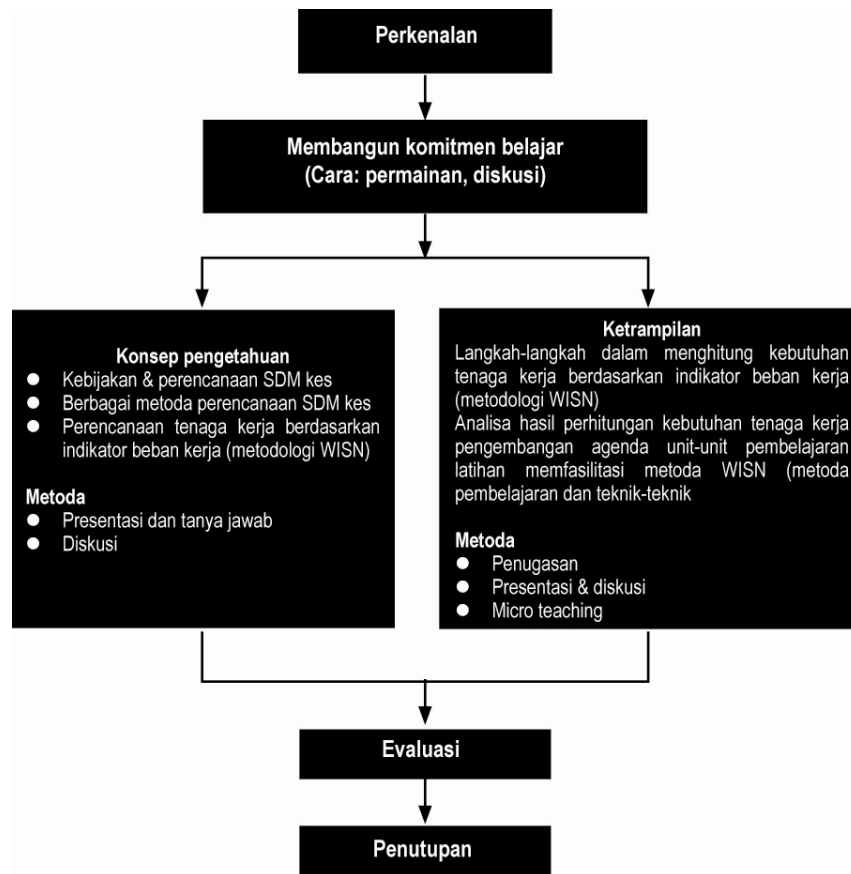 Perkenalan
Membangun komitmen belajar
(Cara: permainan, diskusi)
Konsep pengetahuan
● Kebijakan & perencanaan SDM kes
● Berbagai metoda perencanaan SDM kes
● Perencanaan tenaga kerja berdasarkan
indikator beban kerja (metodologi WISN)
Metoda
● Presentasi dan tanya jawab
● Diskusi
Ketrampilan
Langkah-langkah dalam menghitung kebutuhan
tenaga kerja berdasarkan indikator beban kerja
(metodologi WISN)
Analisa hasil perhitungan kebutuhan tenaga kerja
pengembangan agenda unit-unit pembelajaran
latihan memfasilitasi metoda WISN (metoda
pembelajaran dan teknik-teknik
Metoda
● Penugasan
● Presentasi & diskusi
● Micro teaching
Evaluasi
Penutupan